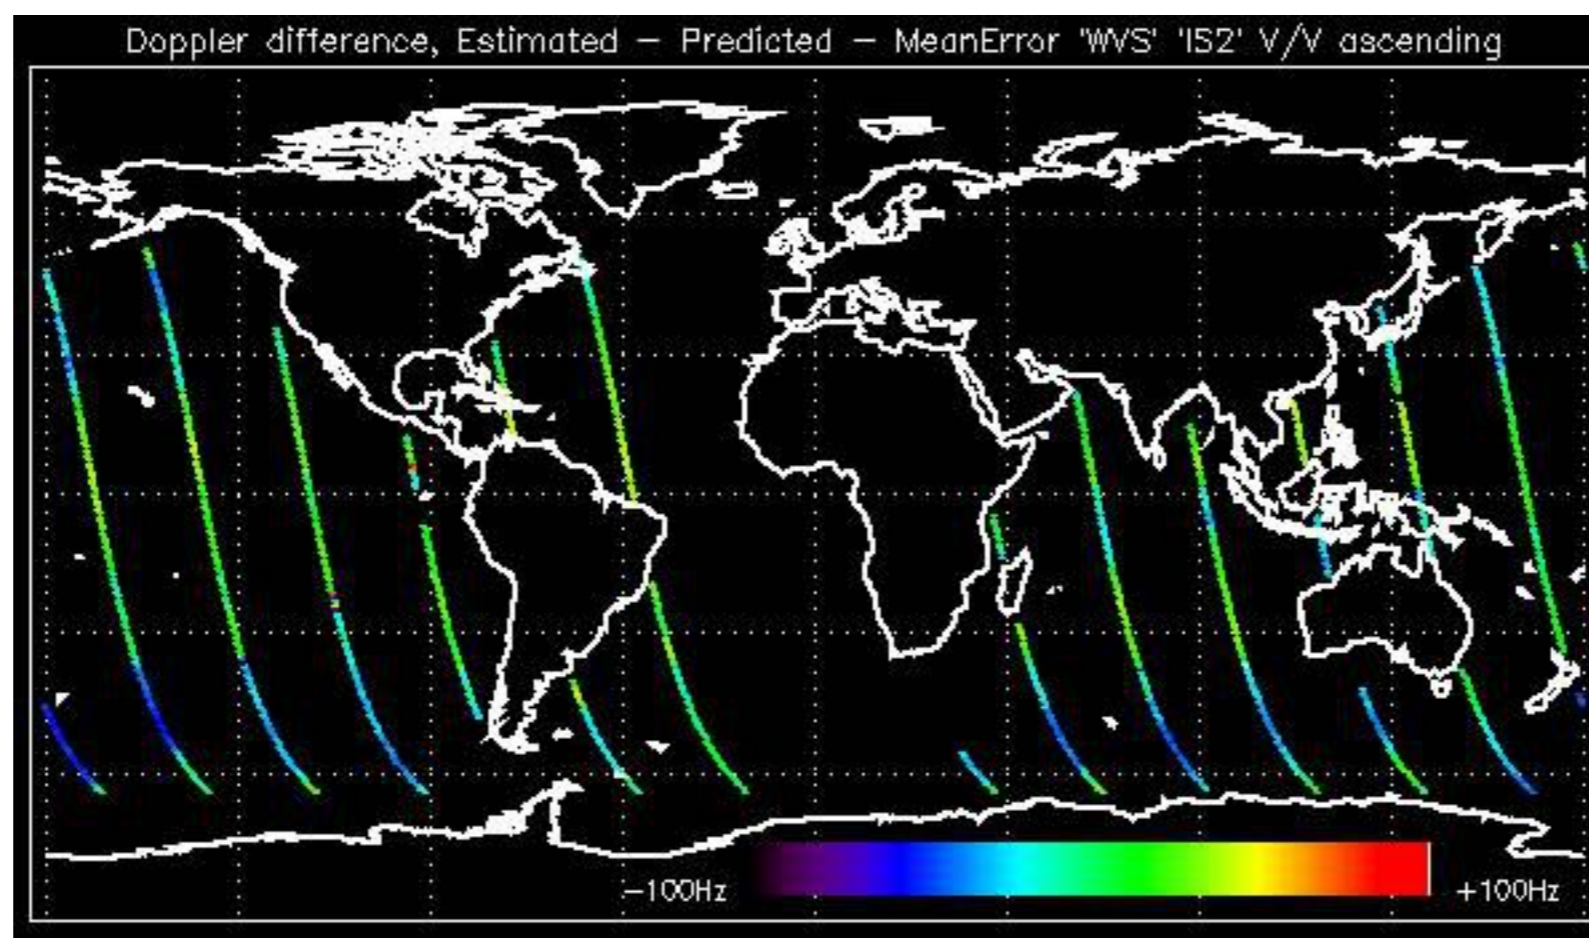 Doppler difference, Estimated — Predicted — MeanError 'WVS' 'IS2' V/V ascending
—100Hz
+100Hz